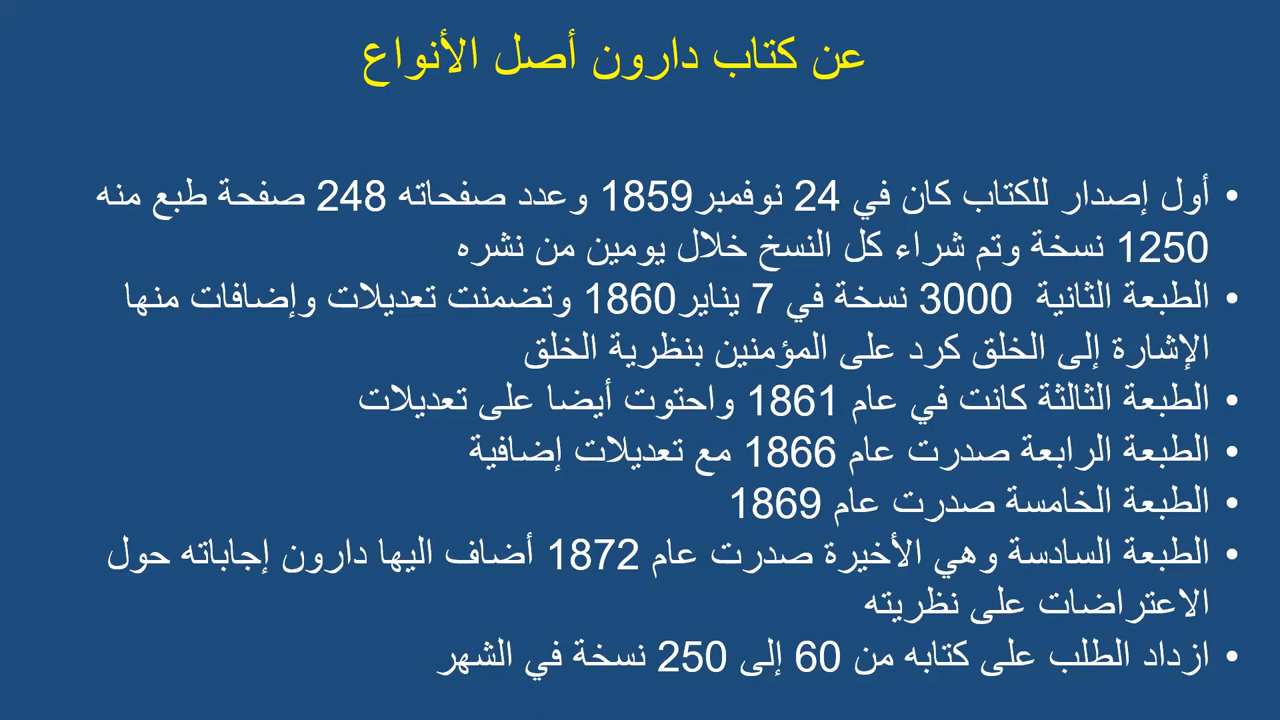 عن كتاب دارون أصل الأنواع
• أول إصدار للكتاب كان في 24 نوفمبر1859 وعدد صفحاته 248 صفحة طبع منه
1250 نسخة وتم شراء كل النسخ خلال يومين من نشره
• الطبعة الثانية 3000 نسخة في 7 يناير1860 وتضمنت تعديلات وإضافات منها
الإشارة إلى الخلق كرد على المؤمنين بنظرية الخلق
• الطبعة الثالثة كانت في عام 1861 واحتوت أيضا على تعديلات
• الطبعة الرابعة صدرت عام 1866 مع تعديلات إضافية
• الطبعة الخامسة صدرت عام 1869
• الطبعة السادسة وهي الأخيرة صدرت عام 1872 أضاف اليها دارون إجاباته حول
الاعتراضات على نظريته
• ازداد الطلب على كتابه من 60 إلى 250 نسخة في الشهر